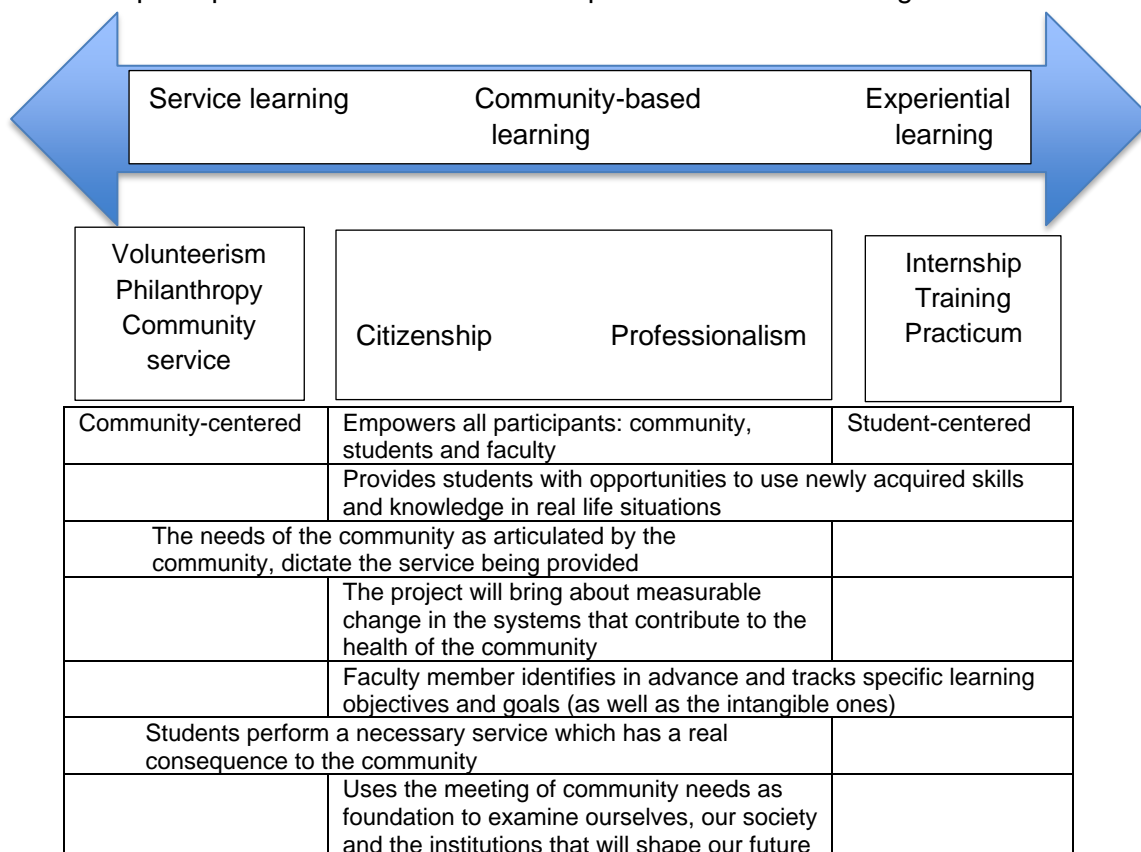 Service learning
Community-based
learning
Experiential
learning
Volunteerism
Philanthropy
Community
service
Citizenship Professionalism
Internship
Training
Practicum
Community-centered
Empowers all participants: community,
students and faculty
Student-centered
Provides students with opportunities to use newly acquired skills
and knowledge in real life situations
The needs of the community as articulated by the
community, dictate the service being provided
The project will bring about measurable
change in the systems that contribute to the
health of the community
Faculty member identifies in advance and tracks specific learning
objectives and goals (as well as the intangible ones)
Students perform a necessary service which has a real
consequence to the community
Uses the meeting of community needs as
foundation to examine ourselves, our society
and the institutions that will shape our future